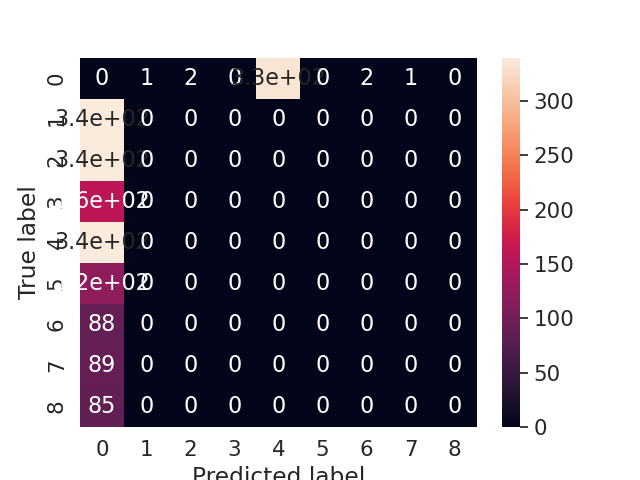 0 0 1 2 0 3.3e+02 0 2 1 0
1 3.4e+02 0 0 0 0 0 0 0 0
2 3.4e+02 0 0 0 0 0 0 0 0
3 6e+02 0 0 0 0 0 0 0 0
4 3.4e+02 0 0 0 0 0 0 0 0
5 2e+02 0 0 0 0 0 0 0 0
6 88 0 0 0 0 0 0 0 0
7 89 0 0 0 0 0 0 0 0
8 85 0 0 0 0 0 0 0 0
0 1 2 3 4 5 6 7 8
Predicted label
True label
300
250
200
150
100
50
0